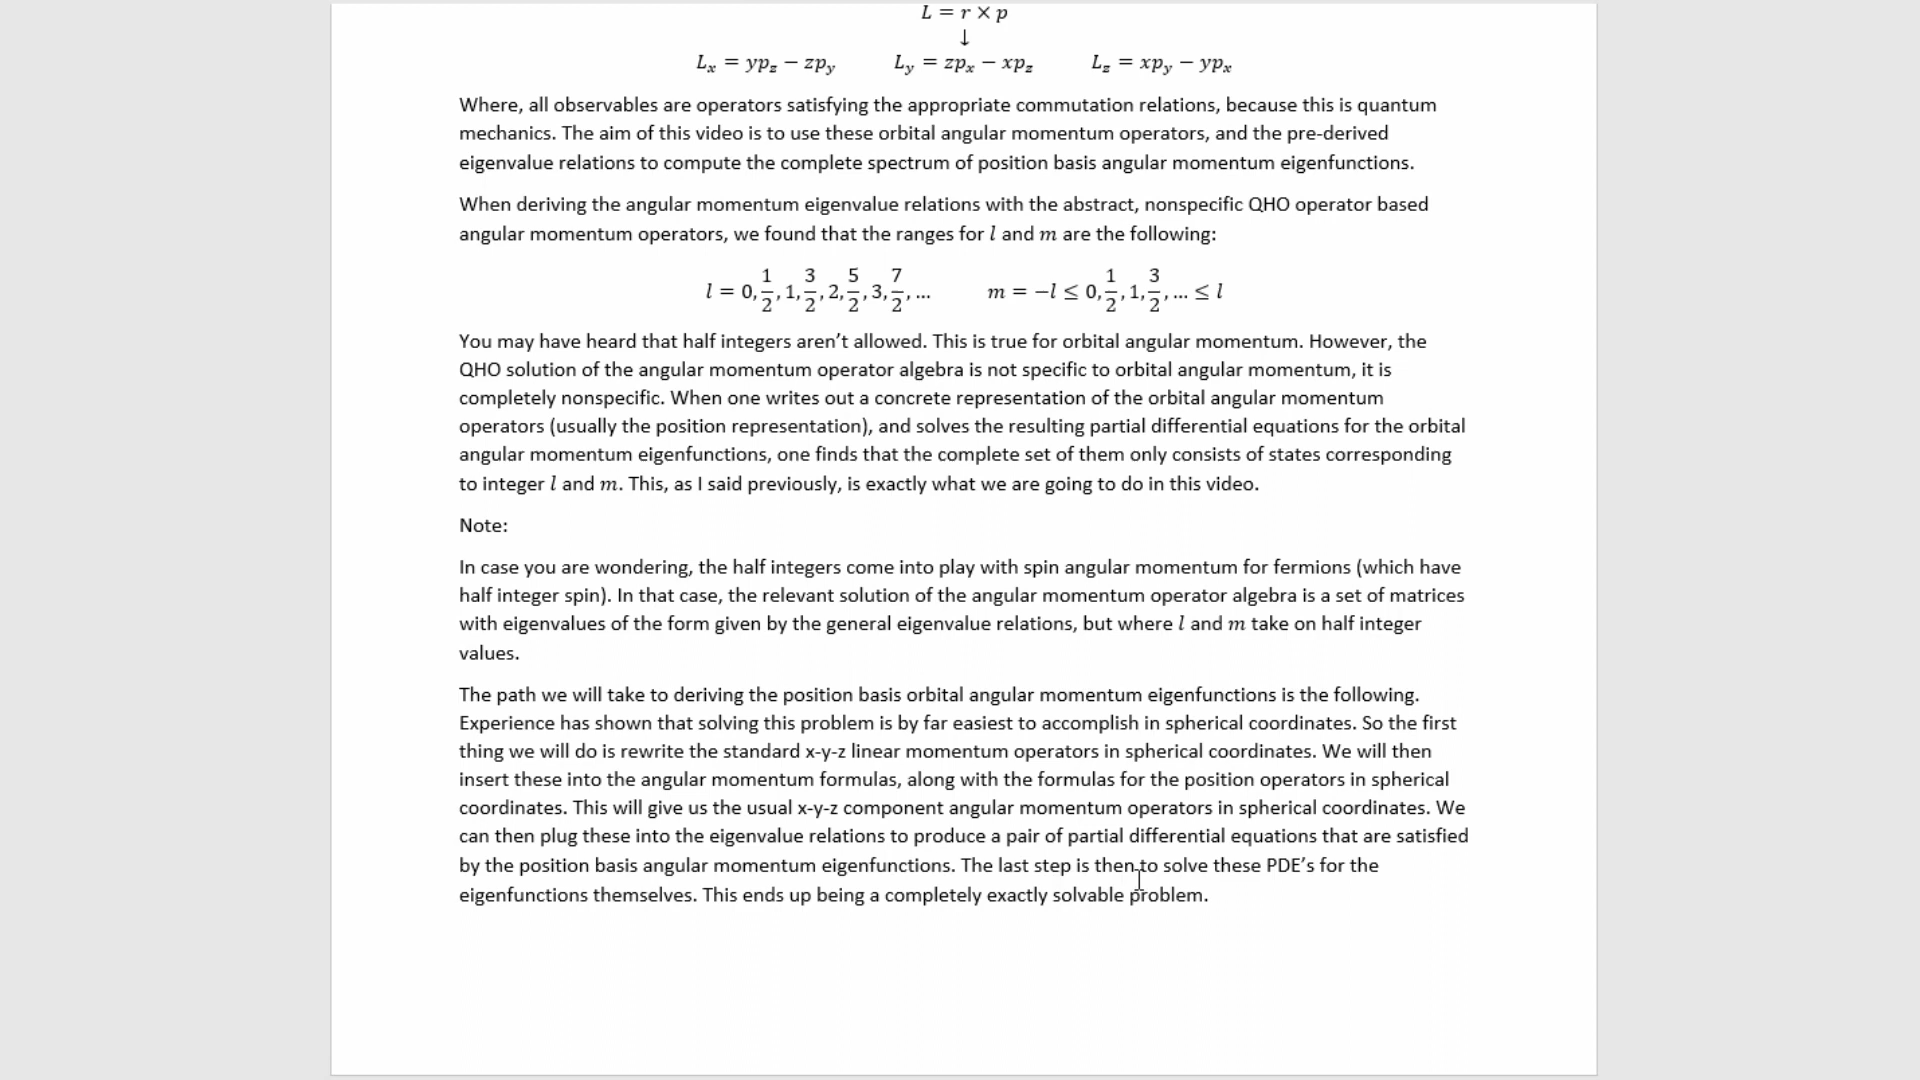 L = r × p
↓
Lₓ = yp_z − zp_y    L_y = zpₓ − xp_z    L_z = xp_y − ypₓ
Where, all observables are operators satisfying the appropriate commutation relations, because this is quantum
mechanics. The aim of this video is to use these orbital angular momentum operators, and the pre-derived
eigenvalue relations to compute the complete spectrum of position basis angular momentum eigenfunctions.
When deriving the angular momentum eigenvalue relations with the abstract, nonspecific QHO operator based
angular momentum operators, we found that the ranges for l and m are the following:
l = 0, 1/2, 1, 3/2, 2, 5/2, 3, 7/2, …    m = −l ≤ 0, 1/2, 1, 3/2, … ≤ l
You may have heard that half integers aren’t allowed. This is true for orbital angular momentum. However, the
QHO solution of the angular momentum operator algebra is not specific to orbital angular momentum, it is
completely nonspecific. When one writes out a concrete representation of the orbital angular momentum
operators (usually the position representation), and solves the resulting partial differential equations for the orbital
angular momentum eigenfunctions, one finds that the complete set of them only consists of states corresponding
to integer l and m. This, as I said previously, is exactly what we are going to do in this video.
Note:
In case you are wondering, the half integers come into play with spin angular momentum for fermions (which have
half integer spin). In that case, the relevant solution of the angular momentum operator algebra is a set of matrices
with eigenvalues of the form given by the general eigenvalue relations, but where l and m take on half integer
values.
The path we will take to deriving the position basis orbital angular momentum eigenfunctions is the following.
Experience has shown that solving this problem is by far easiest to accomplish in spherical coordinates. So the first
thing we will do is rewrite the standard x-y-z linear momentum operators in spherical coordinates. We will then
insert these into the angular momentum formulas, along with the formulas for the position operators in spherical
coordinates. This will give us the usual x-y-z component angular momentum operators in spherical coordinates. We
can then plug these into the eigenvalue relations to produce a pair of partial differential equations that are satisfied
by the position basis angular momentum eigenfunctions. The last step is then to solve these PDE’s for the
eigenfunctions themselves. This ends up being a completely exactly solvable problem.